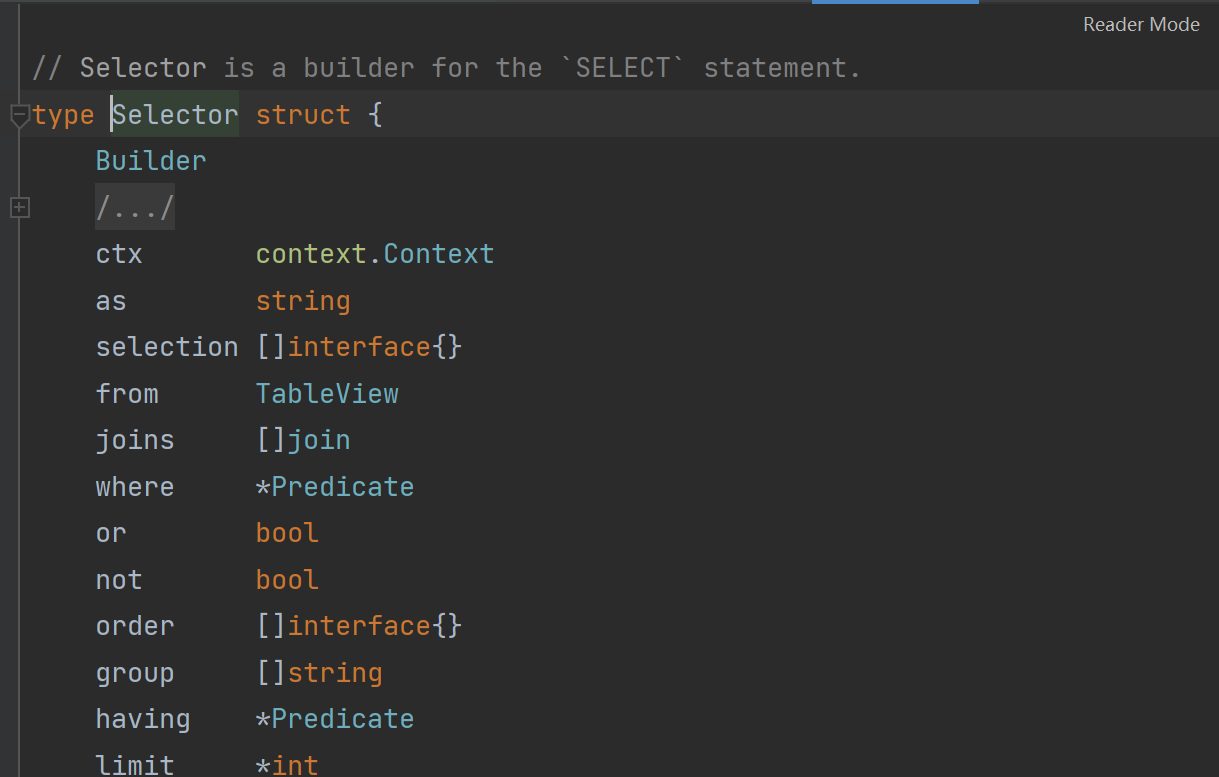 Reader Mode
// Selector is a builder for the `SELECT` statement.
type Selector struct {
Builder
/.../
ctx context.Context
as string
selection []interface{}
from TableView
joins []join
where *Predicate
or bool
not bool
order []interface{}
group []string
having *Predicate
limit *int